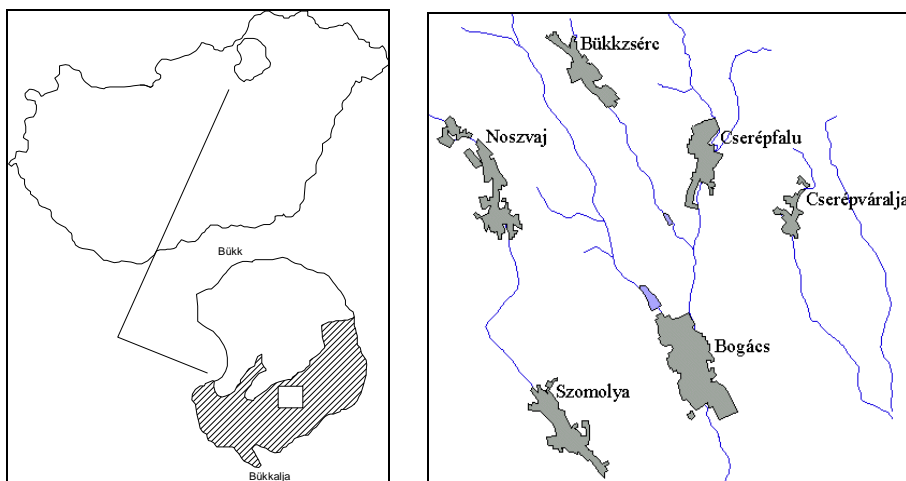 Bükk
Bükkalja
Bükkzsérc
Noszvaj
Cserépfalu
Cserépváralja
Bogács
Szomolya